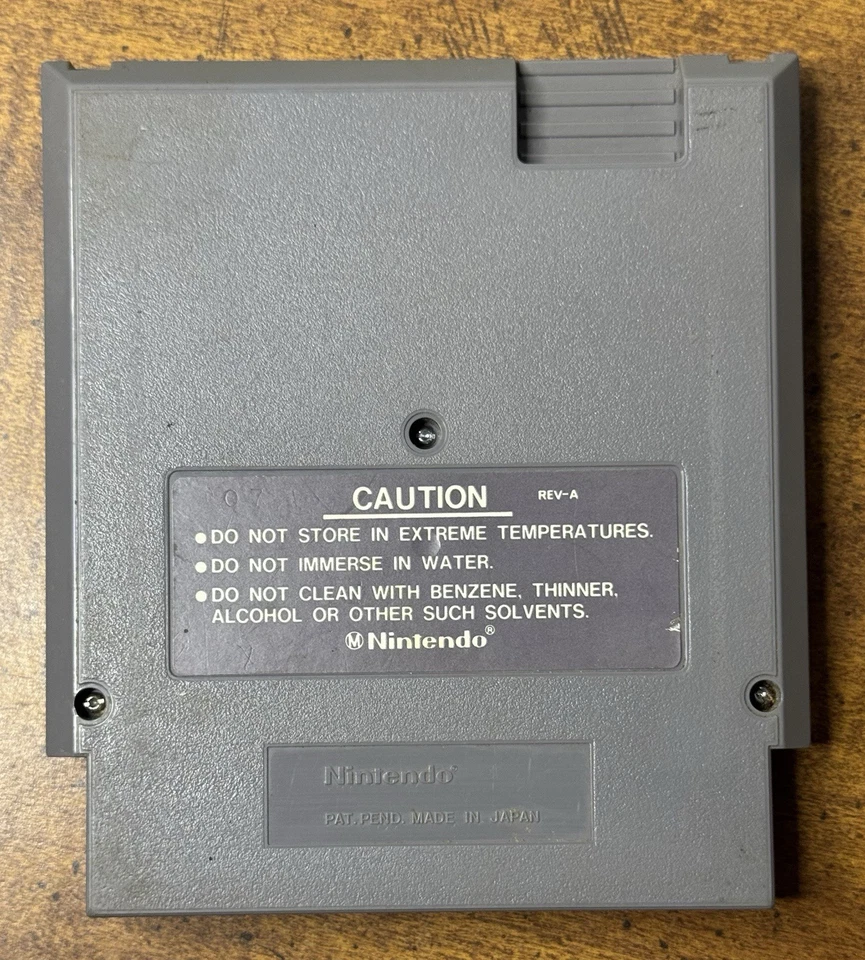 CAUTION REV-A
●DO NOT STORE IN EXTREME TEMPERATURES.
●DO NOT IMMERSE IN WATER.
●DO NOT CLEAN WITH BENZENE, THINNER,
ALCOHOL OR OTHER SUCH SOLVENTS.
Ⓜ Nintendo®
Nintendo
PAT. PEND. MADE IN JAPAN